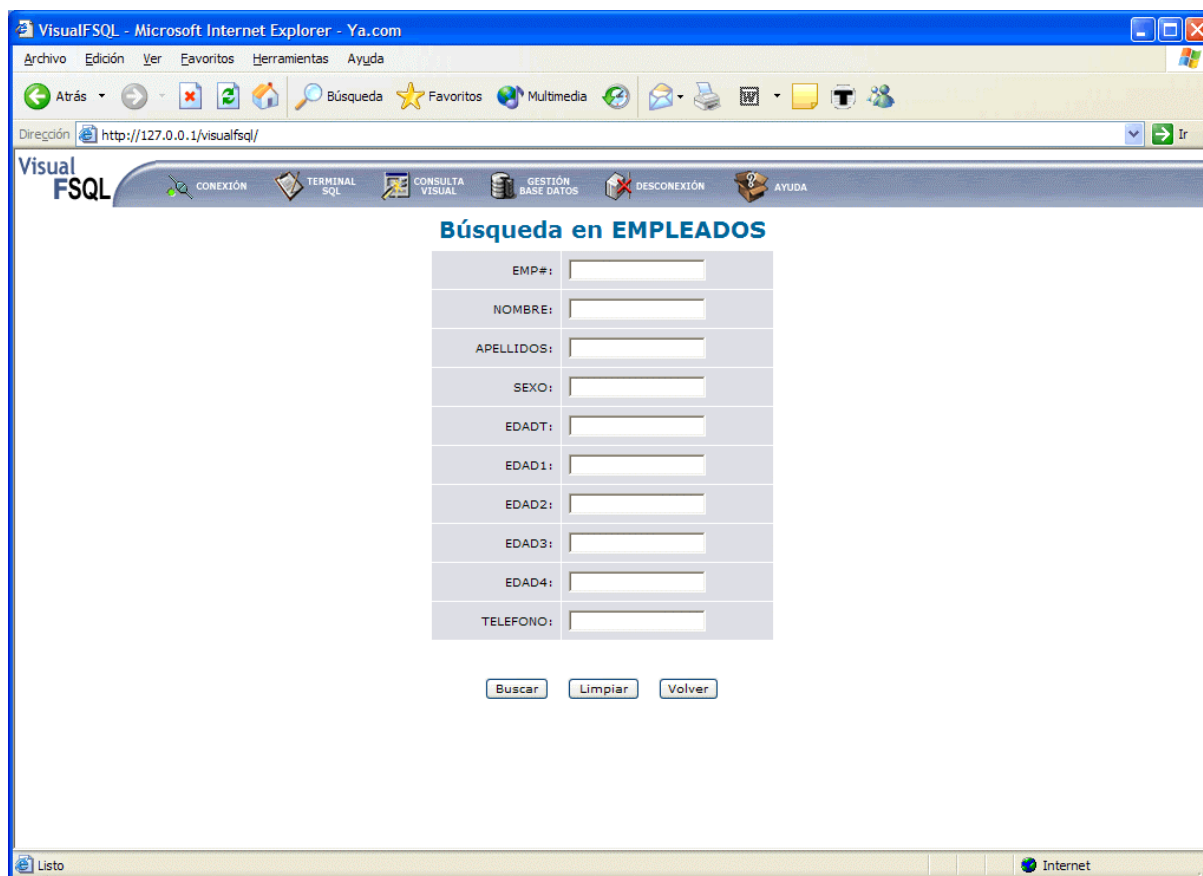 VisualFSQL - Microsoft Internet Explorer - Ya.com
Archivo Edición Ver Favoritos Herramientas Ayuda
Atrás Búsqueda Favoritos Multimedia
Dirección http://127.0.0.1/visualfsql/ Ir
Visual
FSQL
CONEXIÓN
TERMINAL
SQL
CONSULTA
VISUAL
GESTIÓN
BASE DATOS
DESCONEXIÓN
AYUDA
Búsqueda en EMPLEADOS
EMP#:
NOMBRE:
APELLIDOS:
SEXO:
EDADT:
EDAD1:
EDAD2:
EDAD3:
EDAD4:
TELEFONO:
Buscar Limpiar Volver
Listo Internet